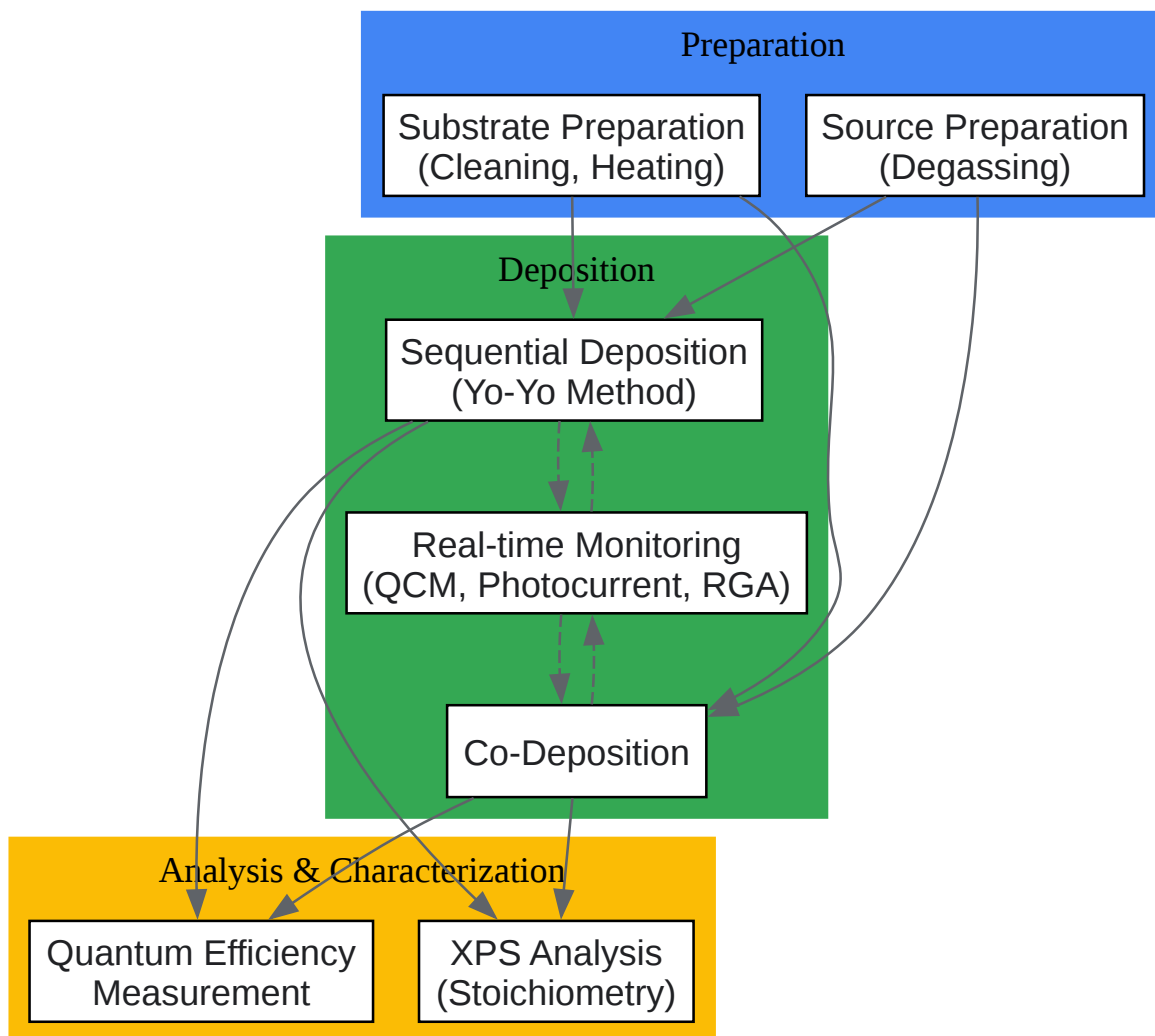 Preparation
Substrate Preparation
(Cleaning, Heating)
Source Preparation
(Degassing)
Deposition
Sequential Deposition
(Yo-Yo Method)
Real-time Monitoring
(QCM, Photocurrent, RGA)
Co-Deposition
Analysis & Characterization
Quantum Efficiency
Measurement
XPS Analysis
(Stoichiometry)